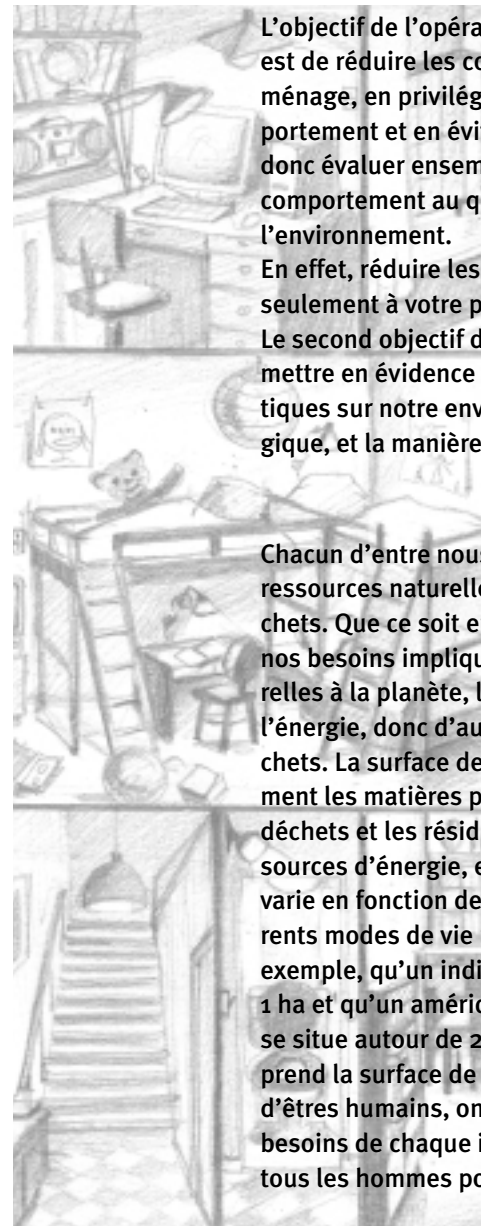 L’objectif de l’opéra
est de réduire les co
ménage, en privilég
portement et en évi
donc évaluer ensem
comportement au q
l’environnement.
En effet, réduire les
seulement à votre p
Le second objectif d
mettre en évidence
tiques sur notre env
gique, et la manière
Chacun d’entre nous
ressources naturelle
chets. Que ce soit e
nos besoins impliqu
relles à la planète, l
l’énergie, donc d’au
chets. La surface de
ment les matières p
déchets et les résid
sources d’énergie, e
varie en fonction de
rents modes de vie
exemple, qu’un indi
1 ha et qu’un améric
se situe autour de 2
prend la surface de
d’êtres humains, on
besoins de chaque i
tous les hommes po